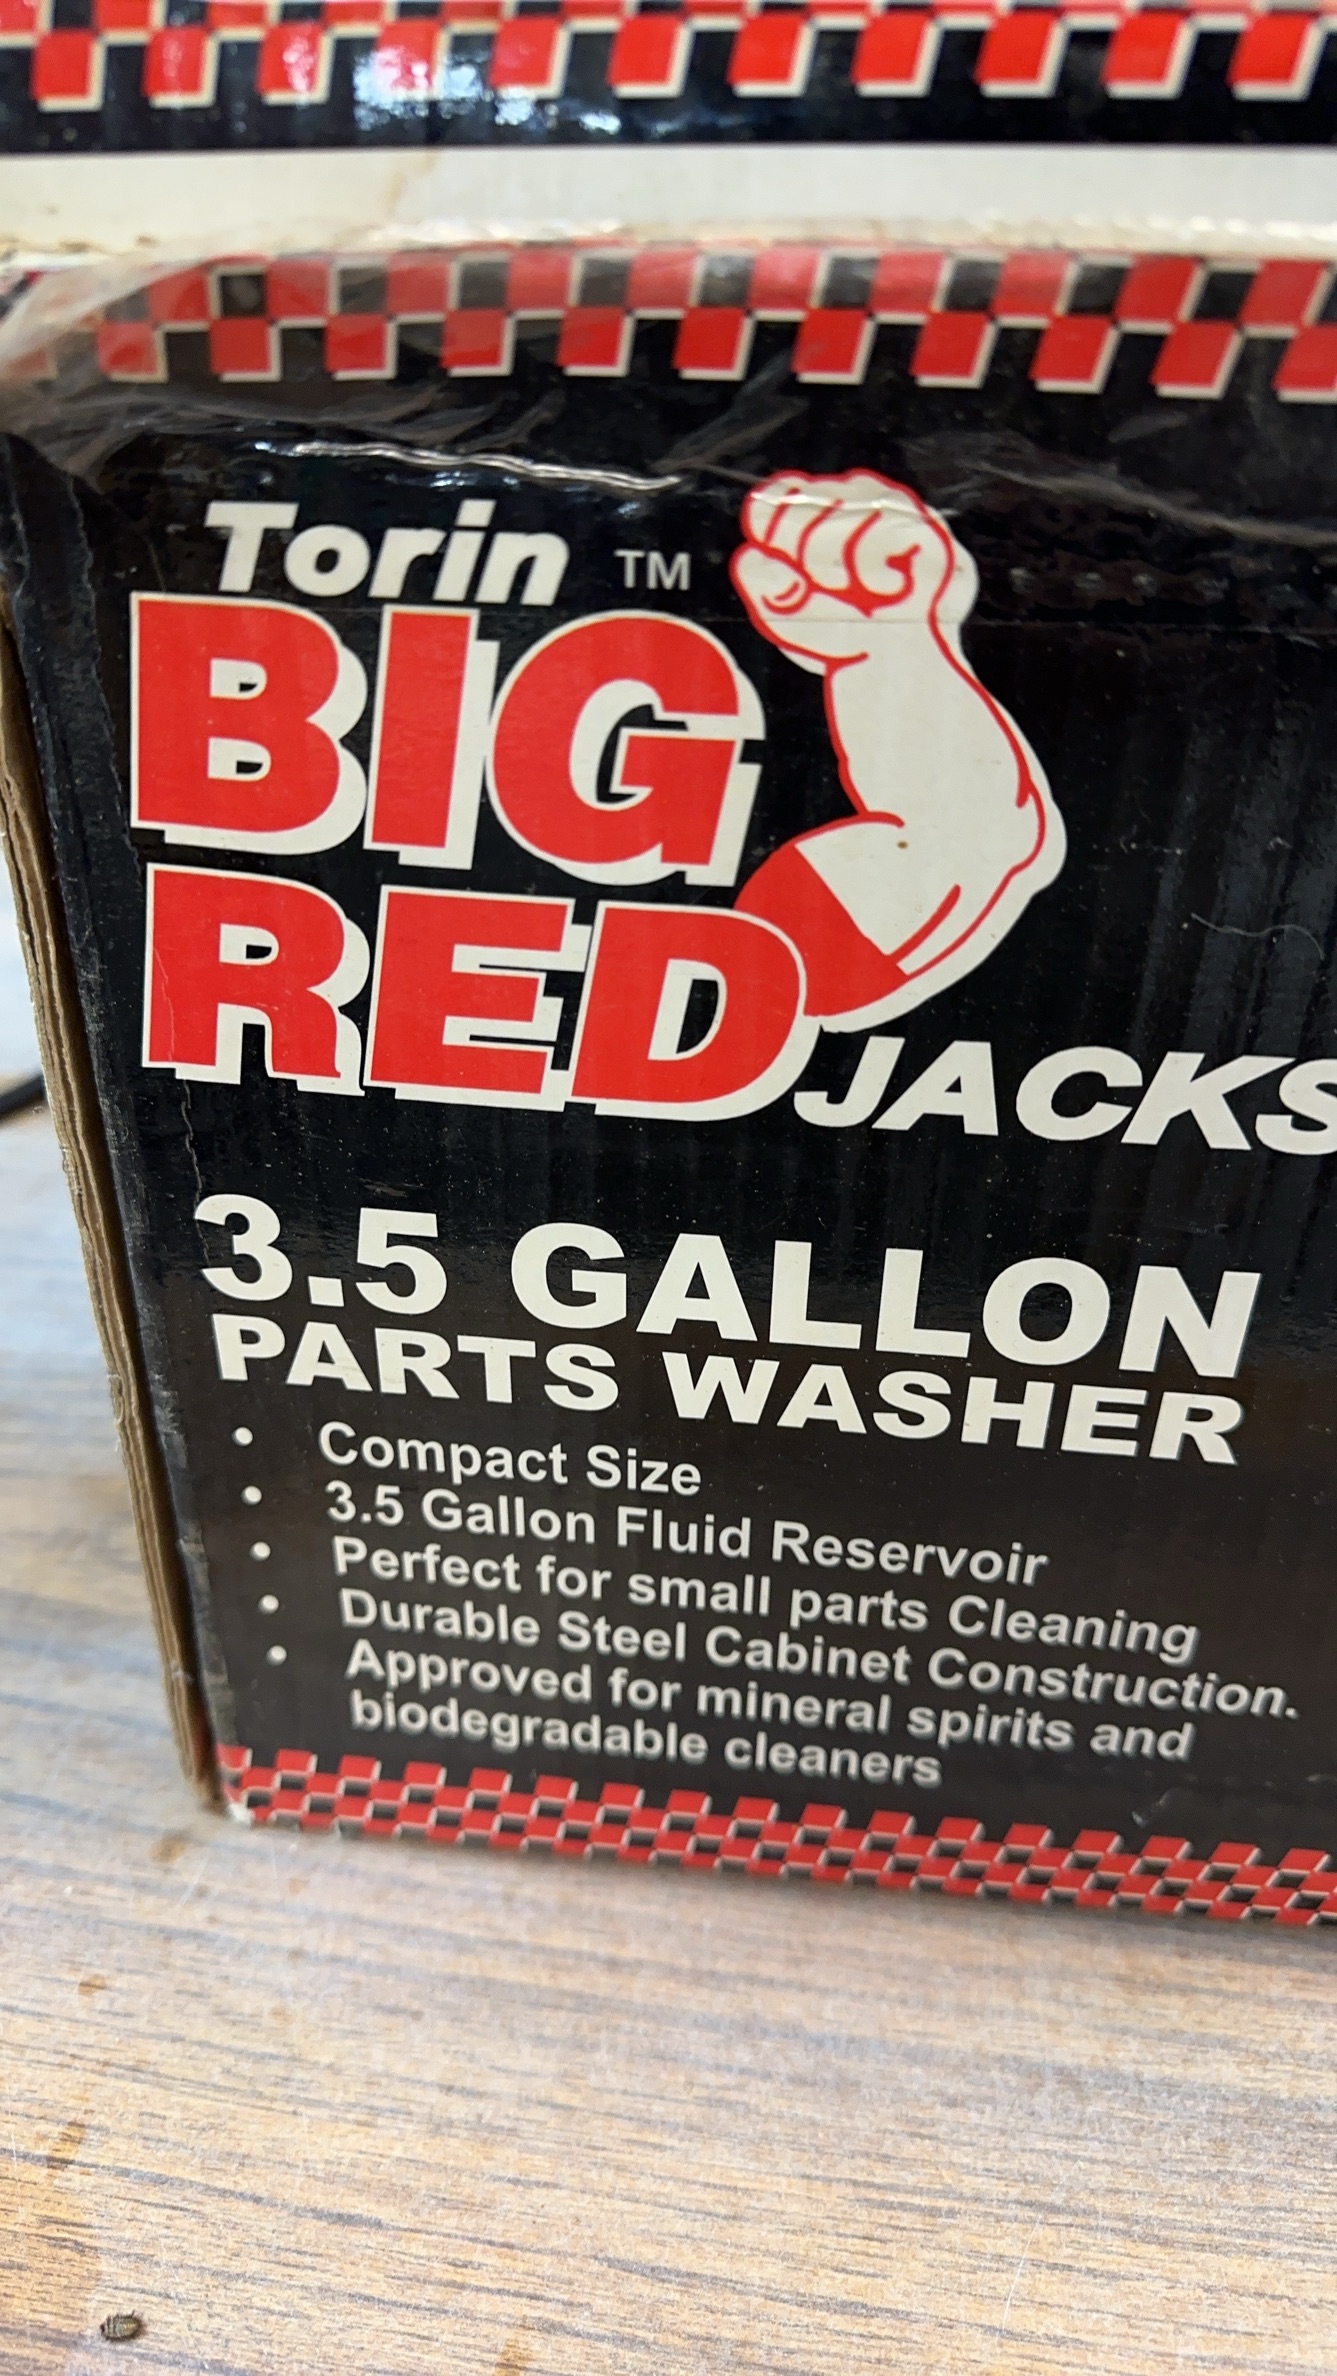 Torin TM
BIG
RED JACKS
3.5 GALLON
PARTS WASHER
• Compact Size
• 3.5 Gallon Fluid Reservoir
• Perfect for small parts Cleaning
• Durable Steel Cabinet Construction.
• Approved for mineral spirits and
biodegradable cleaners